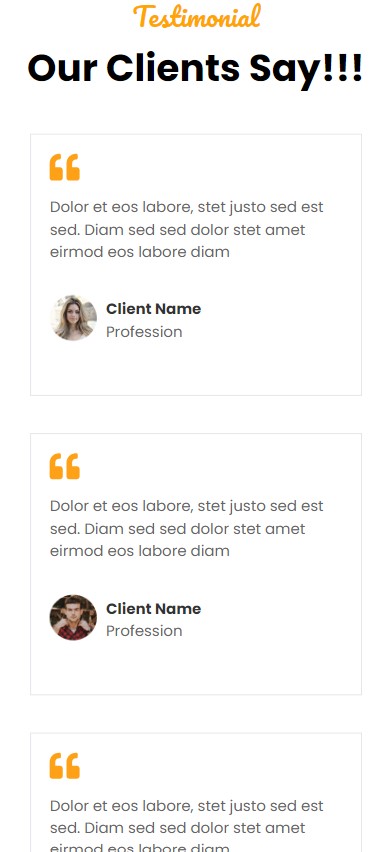 Testimonial
Our Clients Say!!!
Dolor et eos labore, stet justo sed est
sed. Diam sed sed dolor stet amet
eirmod eos labore diam
Client Name
Profession
Dolor et eos labore, stet justo sed est
sed. Diam sed sed dolor stet amet
eirmod eos labore diam
Client Name
Profession
Dolor et eos labore, stet justo sed est
sed. Diam sed sed dolor stet amet
eirmod eos labore diam